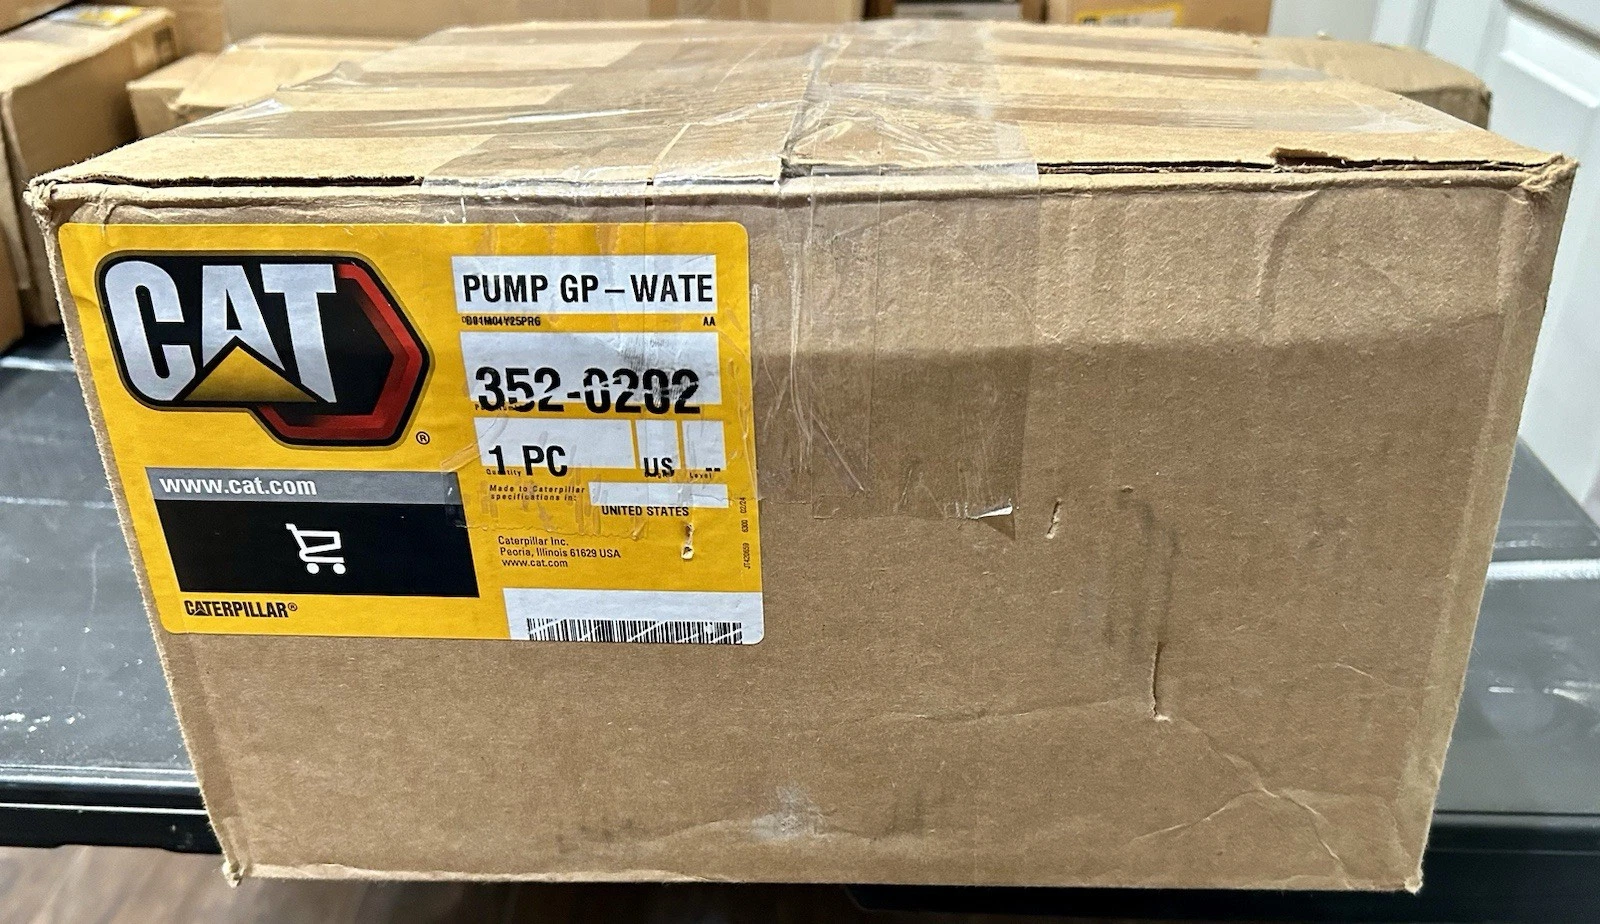 CAT
®
www.cat.com
CATERPILLAR®
PUMP GP-WATE
AA
352-0202
1 PC US --
Quantity Level
Made to Caterpillar
specifications in:
UNITED STATES
Caterpillar Inc.
Peoria, Illinois 61629 USA
www.cat.com